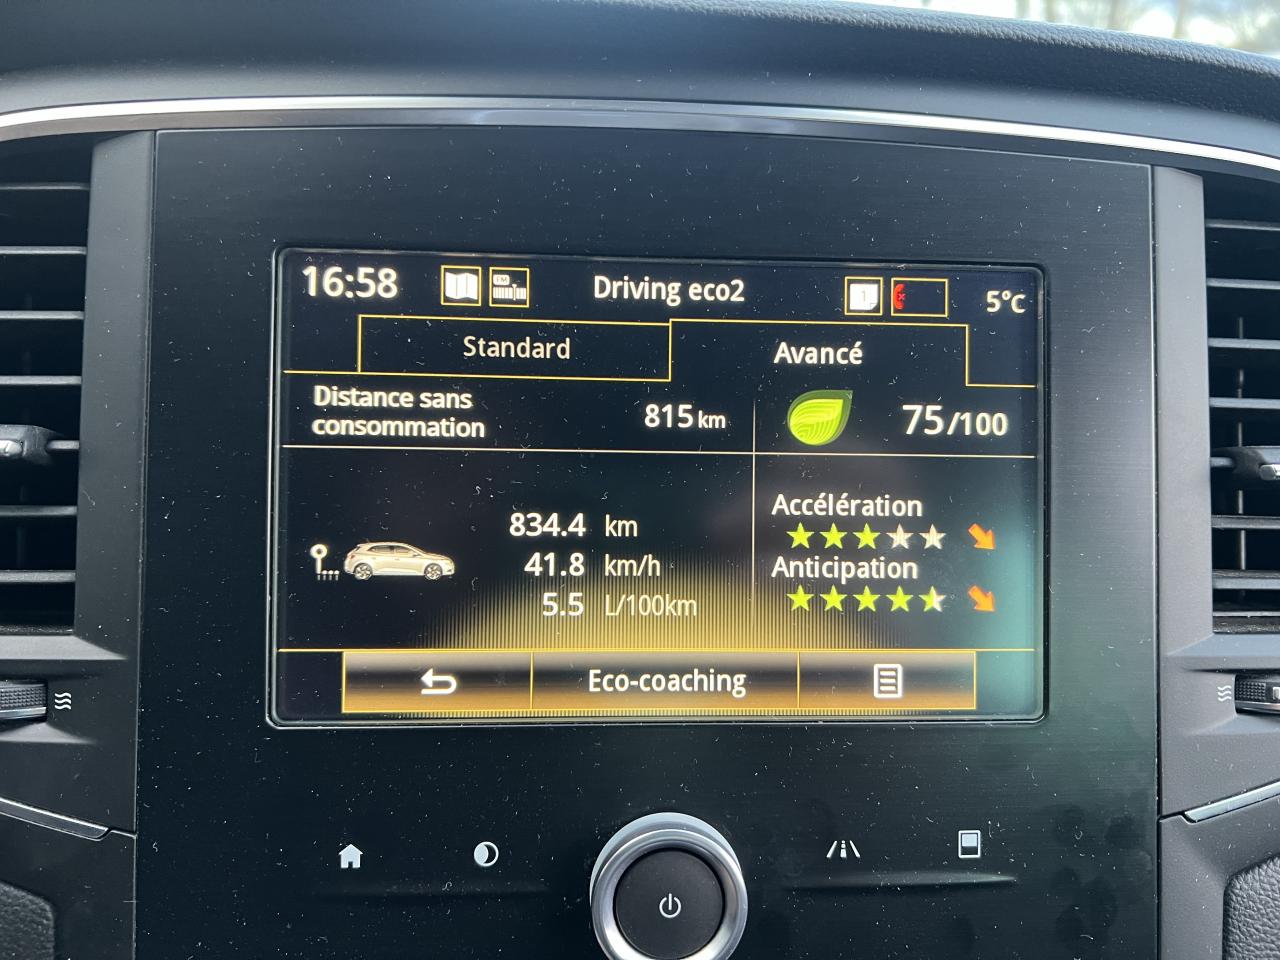 16:58
Driving eco2
1
5°C
Standard
Avancé
Distance sans
consommation
815 km
75/100
834.4 km
41.8 km/h
5.5 L/100km
Accélération
Anticipation
Eco-coaching